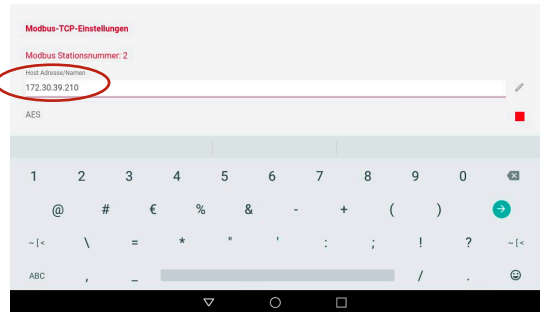 Modbus-TCP-Einstellungen
Modbus Stationsnummer: 2
Host Adresse/Namen
172.30.39.210
AES
1 2 3 4 5 6 7 8 9 0
@ # € % & - + ( )
~ [ < \ = * " ' : ; ! ? ~ [ <
ABC , _ / .